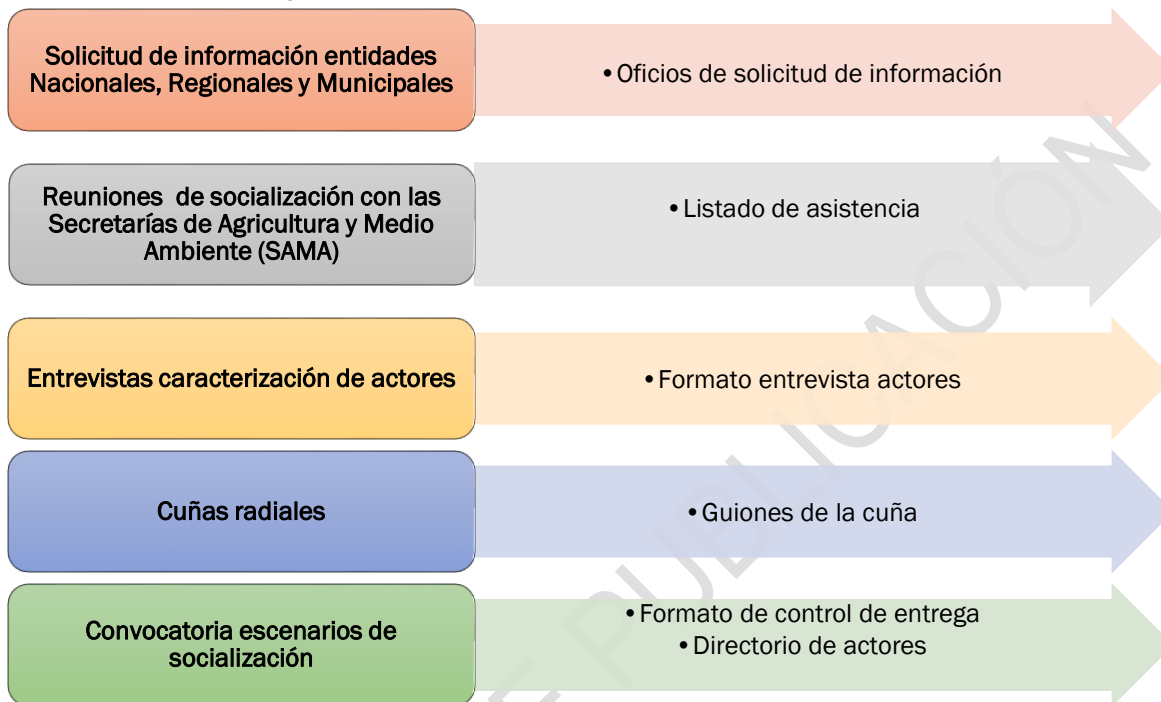 Solicitud de información entidades
Nacionales, Regionales y Municipales
•Oficios de solicitud de información
Reuniones de socialización con las
Secretarías de Agricultura y Medio
Ambiente (SAMA)
•Listado de asistencia
Entrevistas caracterización de actores
•Formato entrevista actores
Cuñas radiales
•Guiones de la cuña
Convocatoria escenarios de
socialización
•Formato de control de entrega
•Directorio de actores
E PUBLICACIÓN